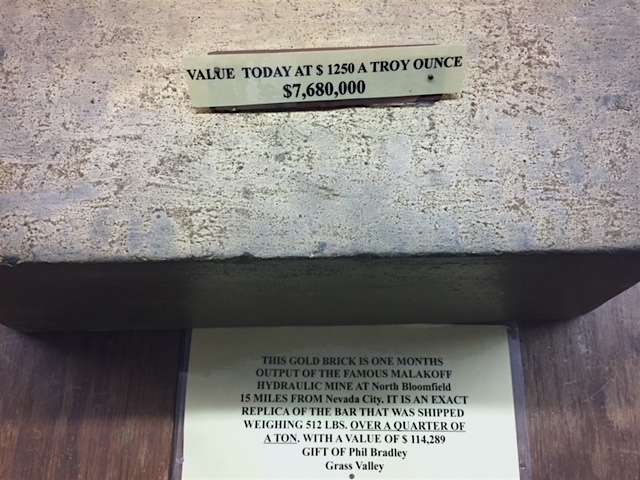 VALUE TODAY AT $ 1250 A TROY OUNCE
$7,680,000
THIS GOLD BRICK IS ONE MONTHS
OUTPUT OF THE FAMOUS MALAKOFF
HYDRAULIC MINE AT North Bloomfield
15 MILES FROM Nevada City. IT IS AN EXACT
REPLICA OF THE BAR THAT WAS SHIPPED
WEIGHING 512 LBS. OVER A QUARTER OF
A TON. WITH A VALUE OF $ 114,289
GIFT OF Phil Bradley
Grass Valley